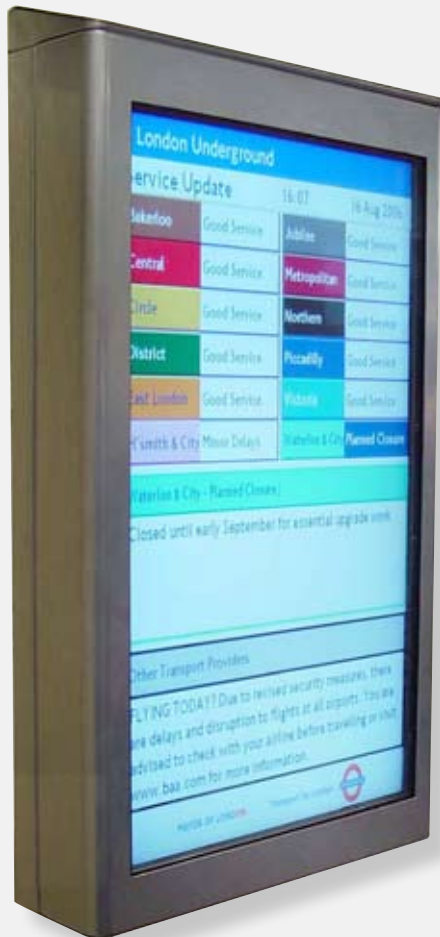 London Underground
Service Update 16:07 16 Aug 2006
Bakerloo Good Service Jubilee Good Service
Central Good Service Metropolitan Good Service
Circle Good Service Northern Good Service
District Good Service Piccadilly Good Service
East London Good Service Victoria Good Service
H'smith & City Minor Delays Waterloo & City Planned Closure
Waterloo & City - Planned Closure
Closed until early September for essential upgrade work
Other Transport Providers
FLYING TODAY? Due to revised security measures, there
are delays and disruption to flights at all airports. You are
advised to check with your airline before traveling or visit
www.baa.com for more information.
MAYOR OF LONDON Transport for London